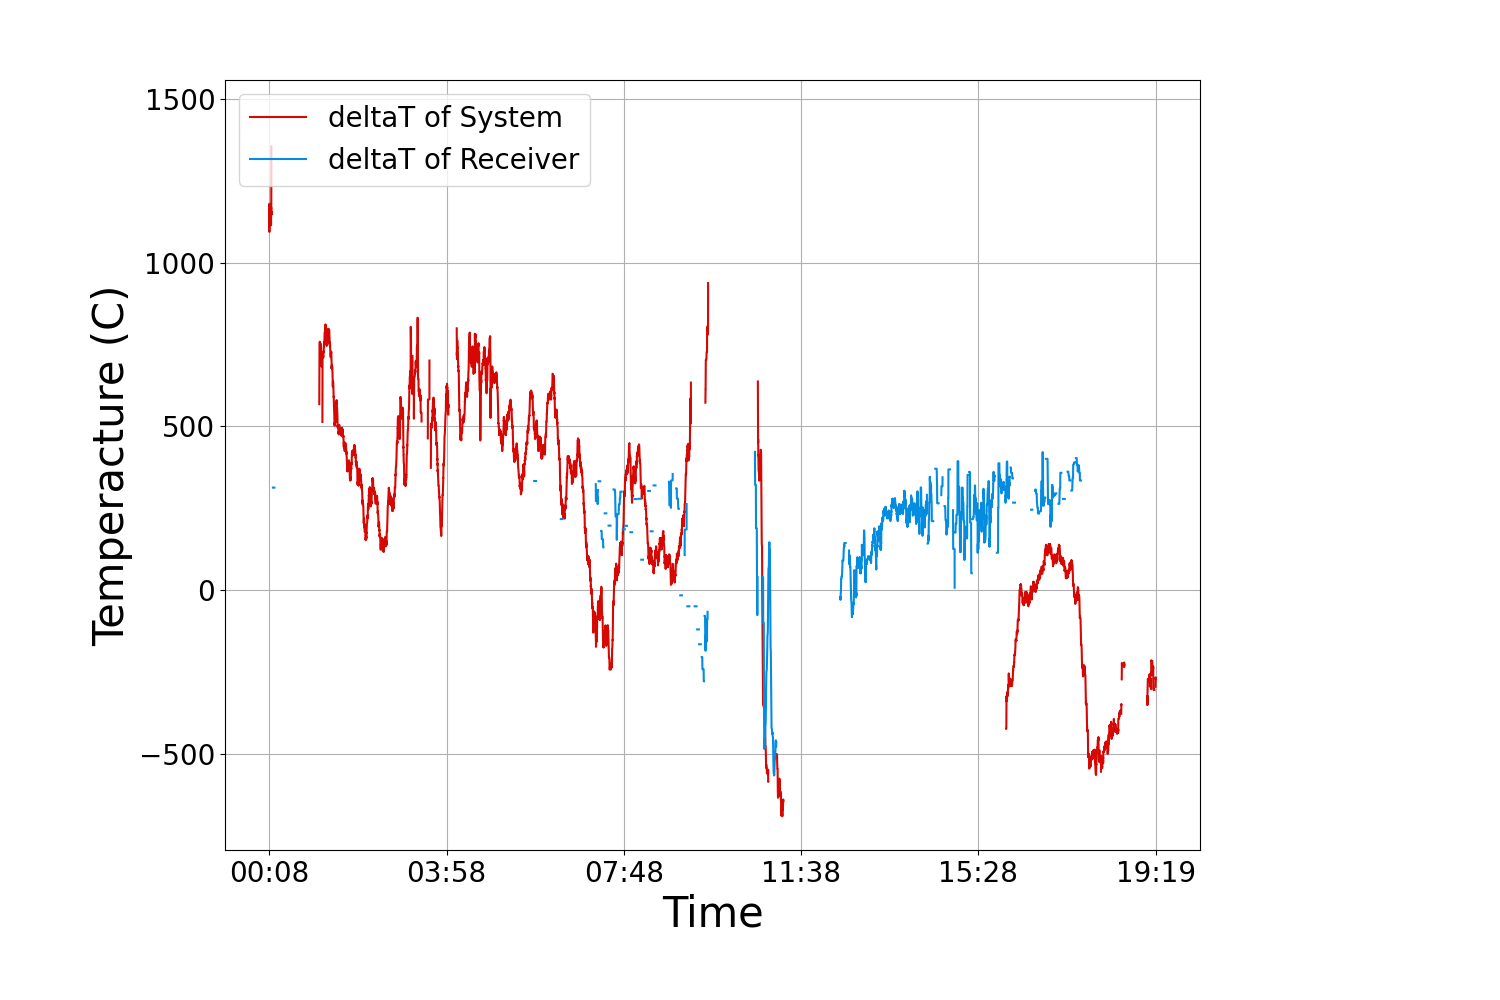 deltaT of System
deltaT of Receiver
1500
1000
500
0
−500
Temperacture (C)
00:08 03:58 07:48 11:38 15:28 19:19
Time